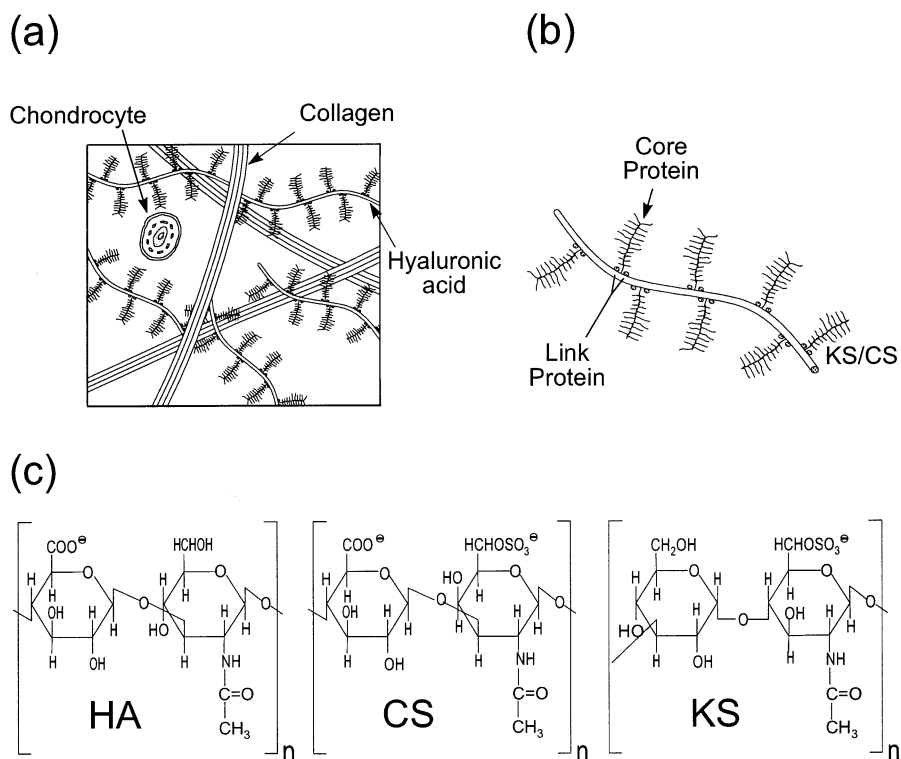 (a)
Chondrocyte
Collagen
Hyaluronic
acid
(b)
Core
Protein
Link
Protein
KS/CS
(c)
COO⊖
HCHOH
H
O
H
O
H
H
H
OH
H
H
O
H
O
HO
H
H
OH
H
NH
C=O
CH₃
HA
n
COO⊖
HCHOSO₃⊖
H
O
HO
O
H
H
H
OH
H
H
O
H
O
H
H
OH
H
NH
C=O
CH₃
CS
n
CH₂OH
HCHOSO₃⊖
H
O
H
H
O
H
H
H
HO
H
O
OH
H
O
H
OH
H
H
NH
C=O
CH₃
KS
n